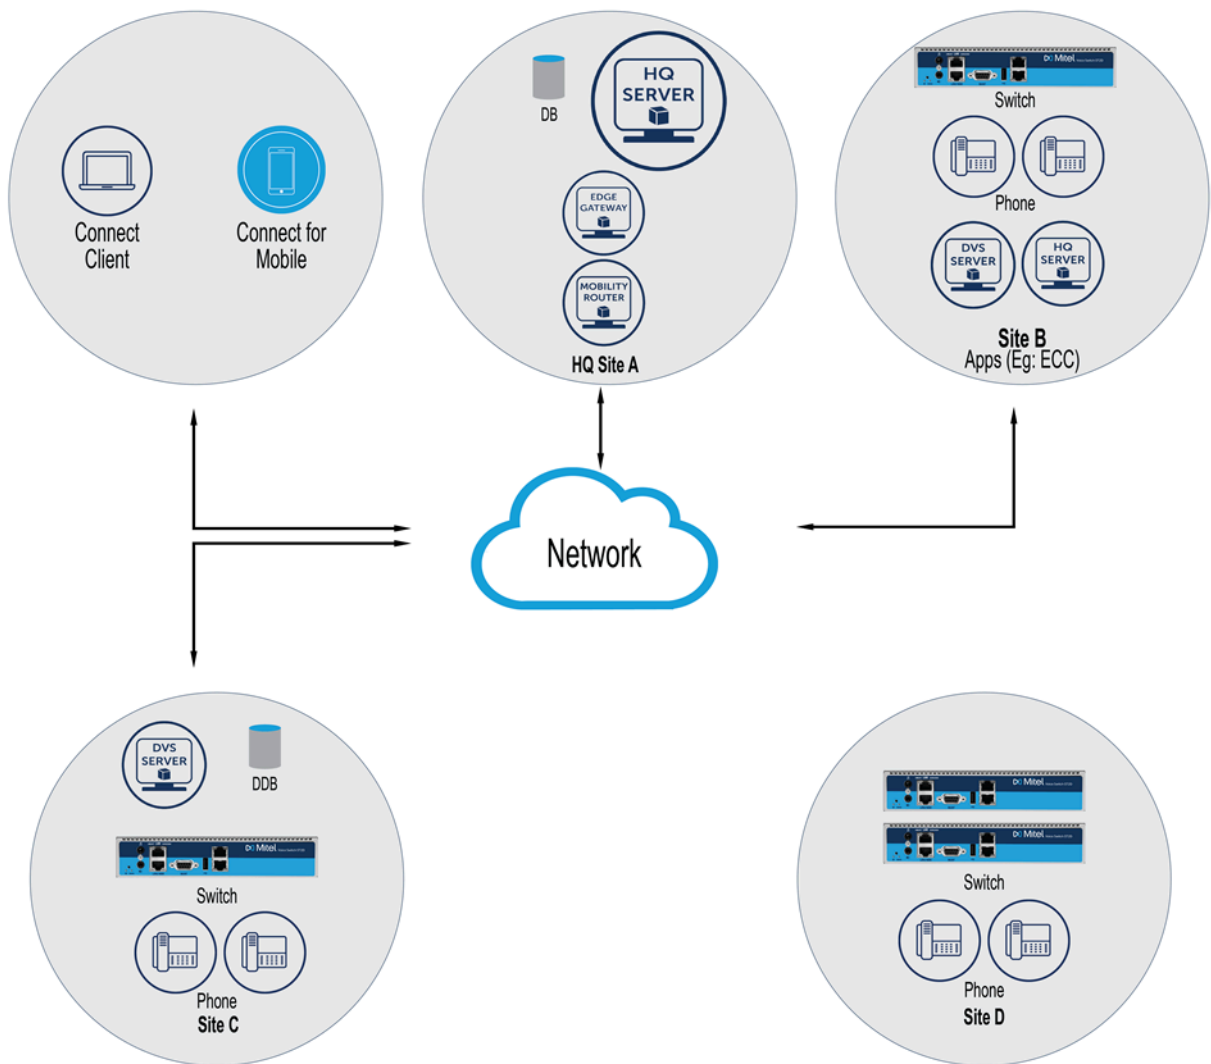 Connect
Client
Connect for
Mobile
DB
HQ
SERVER
EDGE
GATEWAY
MOBILITY
ROUTER
HQ Site A
Mitel
Switch
Phone
DVS
SERVER
HQ
SERVER
Site B
Apps (Eg: ECC)
Network
DVS
SERVER
DDB
Mitel
Switch
Phone
Site C
Mitel
Mitel
Switch
Phone
Site D